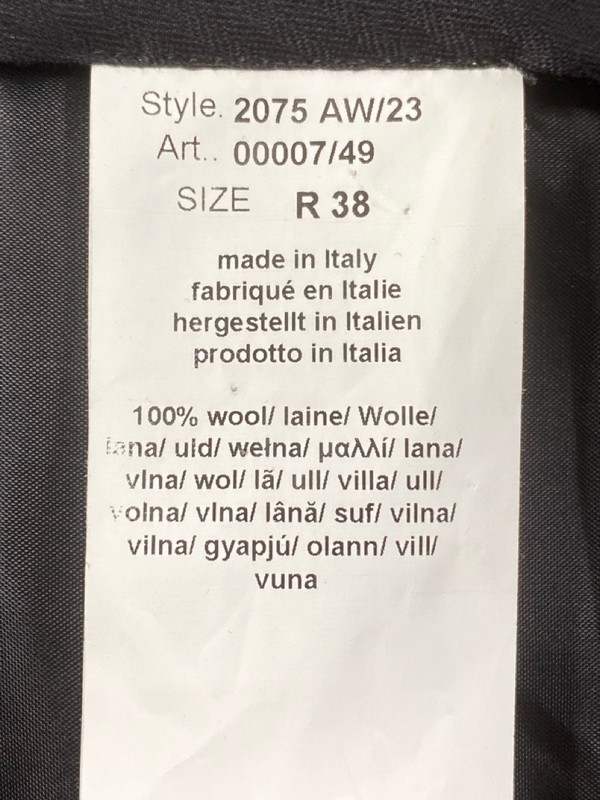 Style. 2075 AW/23
Art.. 00007/49
SIZE R 38
made in Italy
fabriqué en Italie
hergestellt in Italien
prodotto in Italia
100% wool/ laine/ Wolle/
lana/ uld/ wełna/ μαλλί/ lana/
vlna/ wol/ lã/ ull/ villa/ ull/
volna/ vlna/ lână/ suf/ vilna/
vilna/ gyapjú/ olann/ vill/
vuna